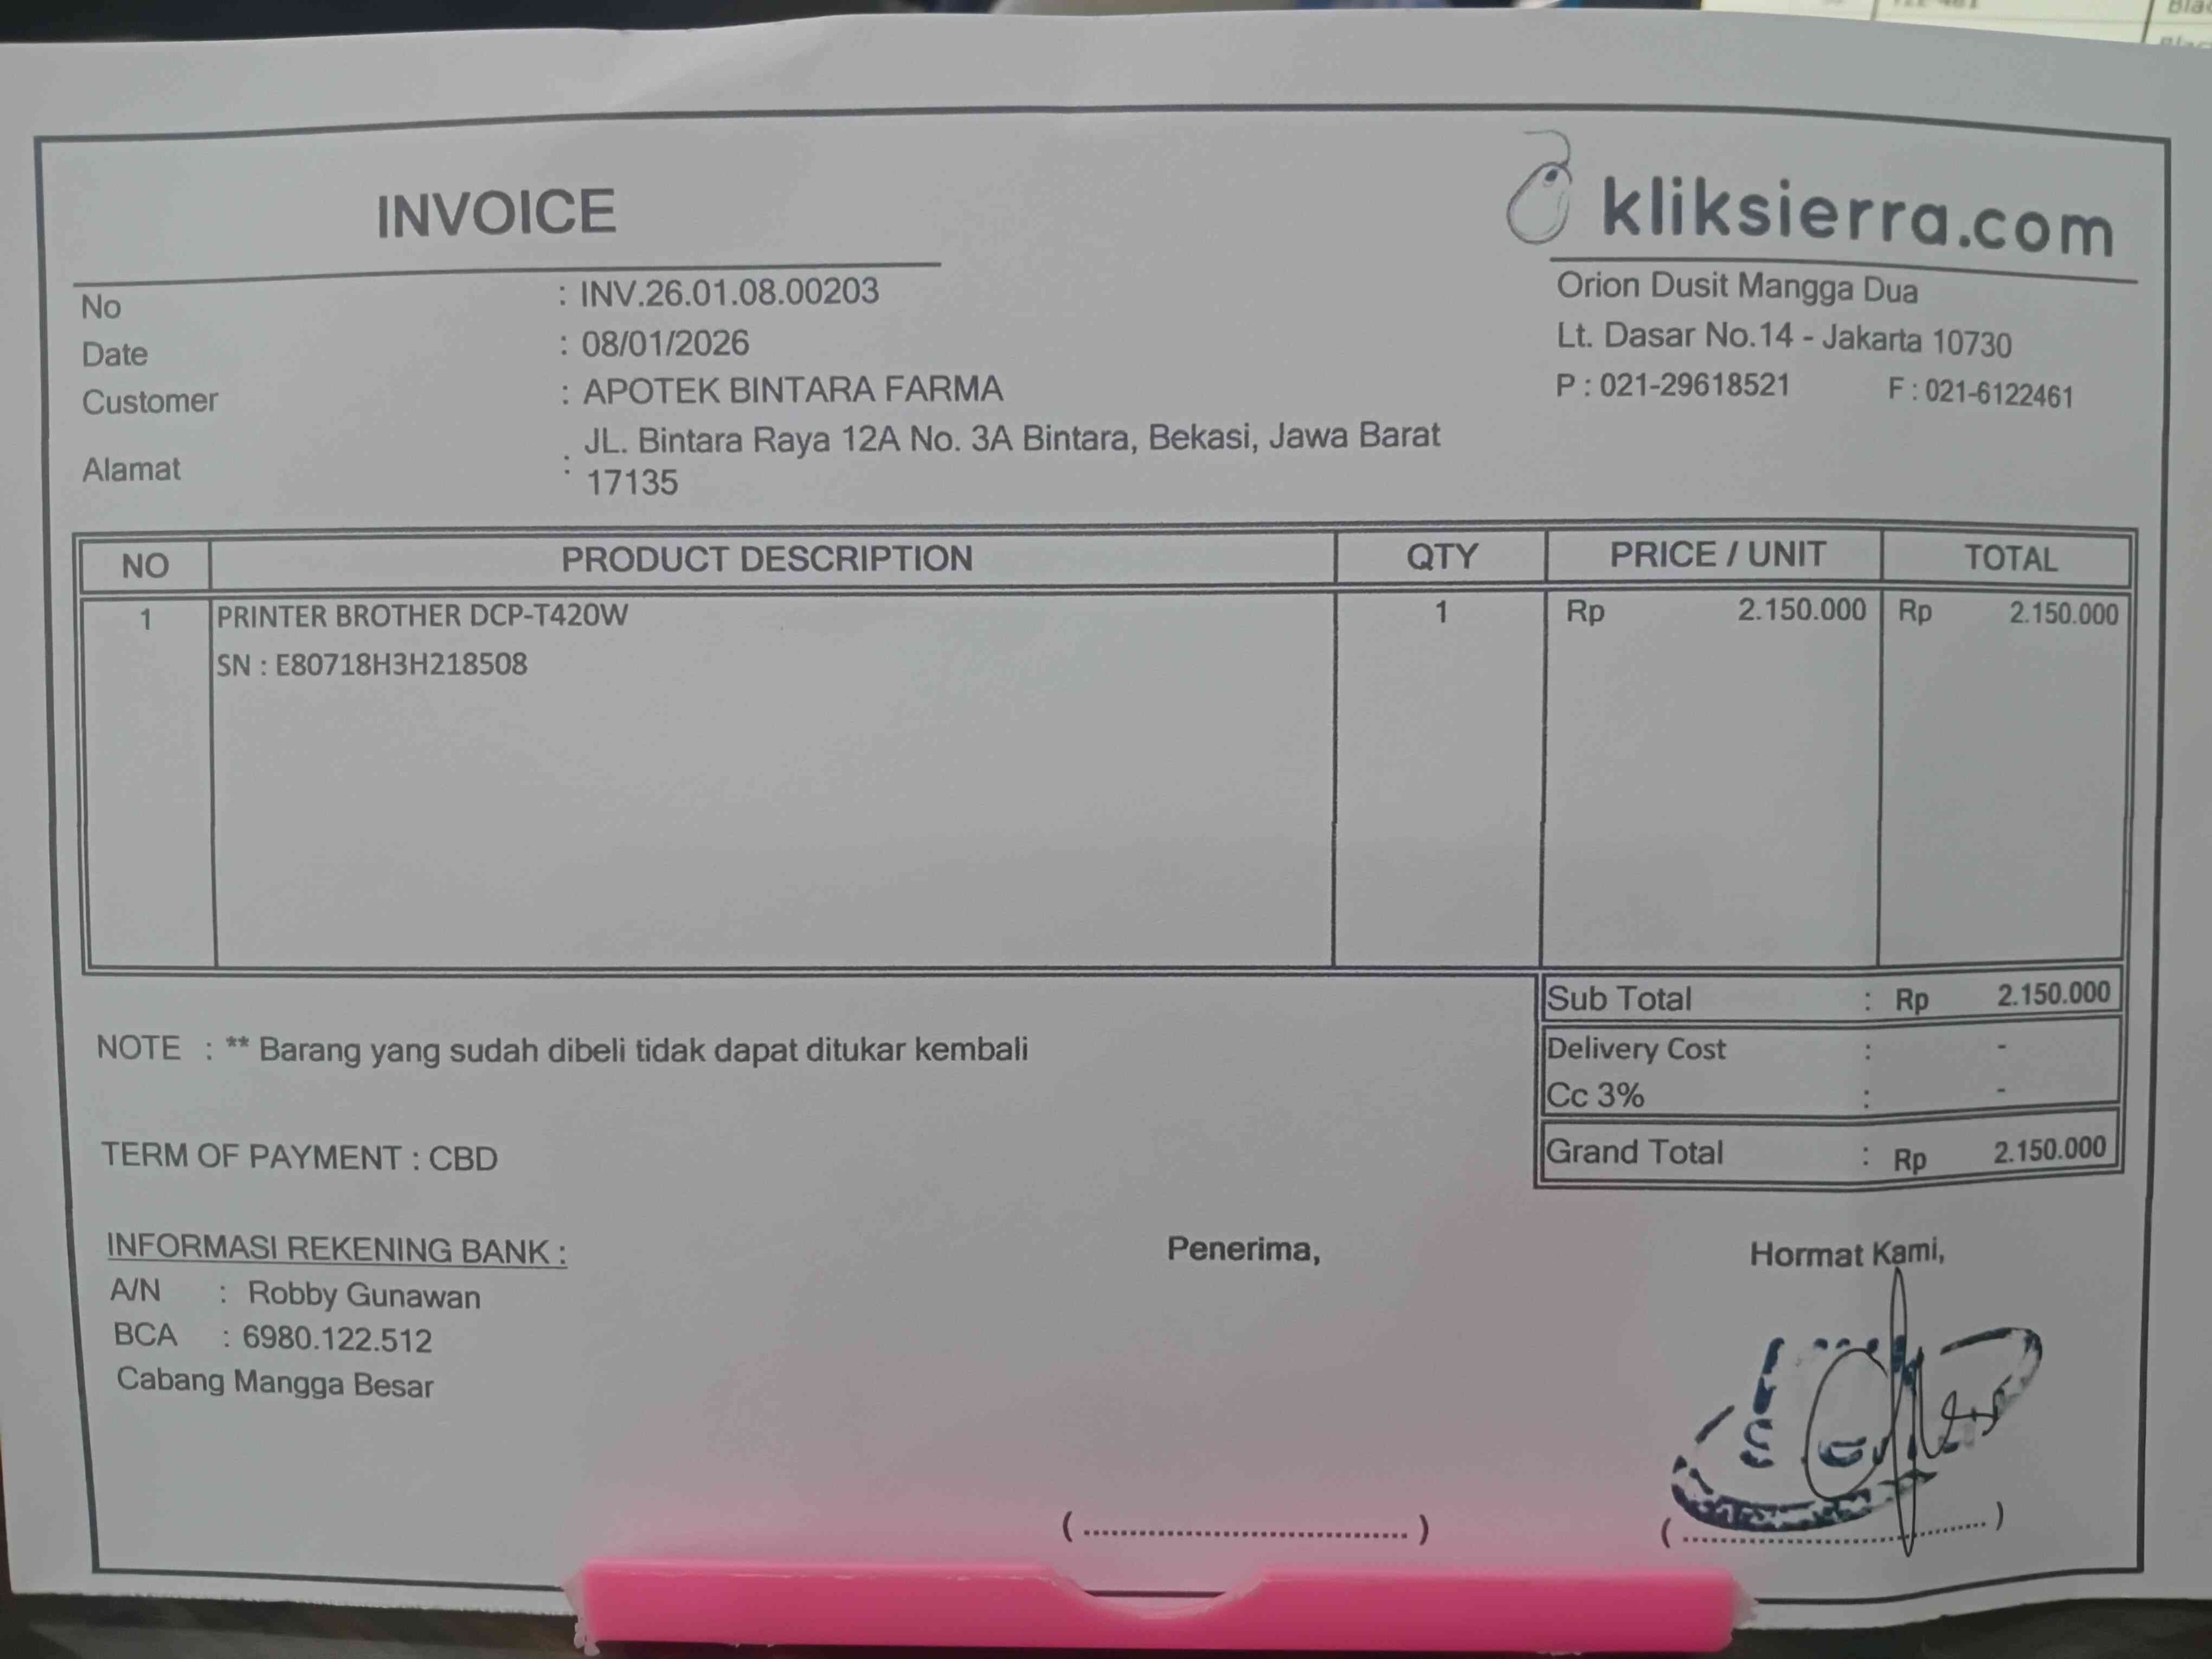 INVOICE
kliksierra.com
Orion Dusit Mangga Dua
Lt. Dasar No.14 - Jakarta 10730
P : 021-29618521 F : 021-6122461
No : INV.26.01.08.00203
Date : 08/01/2026
Customer : APOTEK BINTARA FARMA
Alamat : JL. Bintara Raya 12A No. 3A Bintara, Bekasi, Jawa Barat
17135
NO PRODUCT DESCRIPTION QTY PRICE / UNIT TOTAL
1 PRINTER BROTHER DCP-T420W 1 Rp 2.150.000 Rp 2.150.000
SN : E80718H3H218508
Sub Total : Rp 2.150.000
Delivery Cost : -
Cc 3% : -
Grand Total : Rp 2.150.000
NOTE : ** Barang yang sudah dibeli tidak dapat ditukar kembali
TERM OF PAYMENT : CBD
INFORMASI REKENING BANK :
A/N : Robby Gunawan
BCA : 6980.122.512
Cabang Mangga Besar
Penerima,
Hormat Kami,
(..................................)
(..................................)